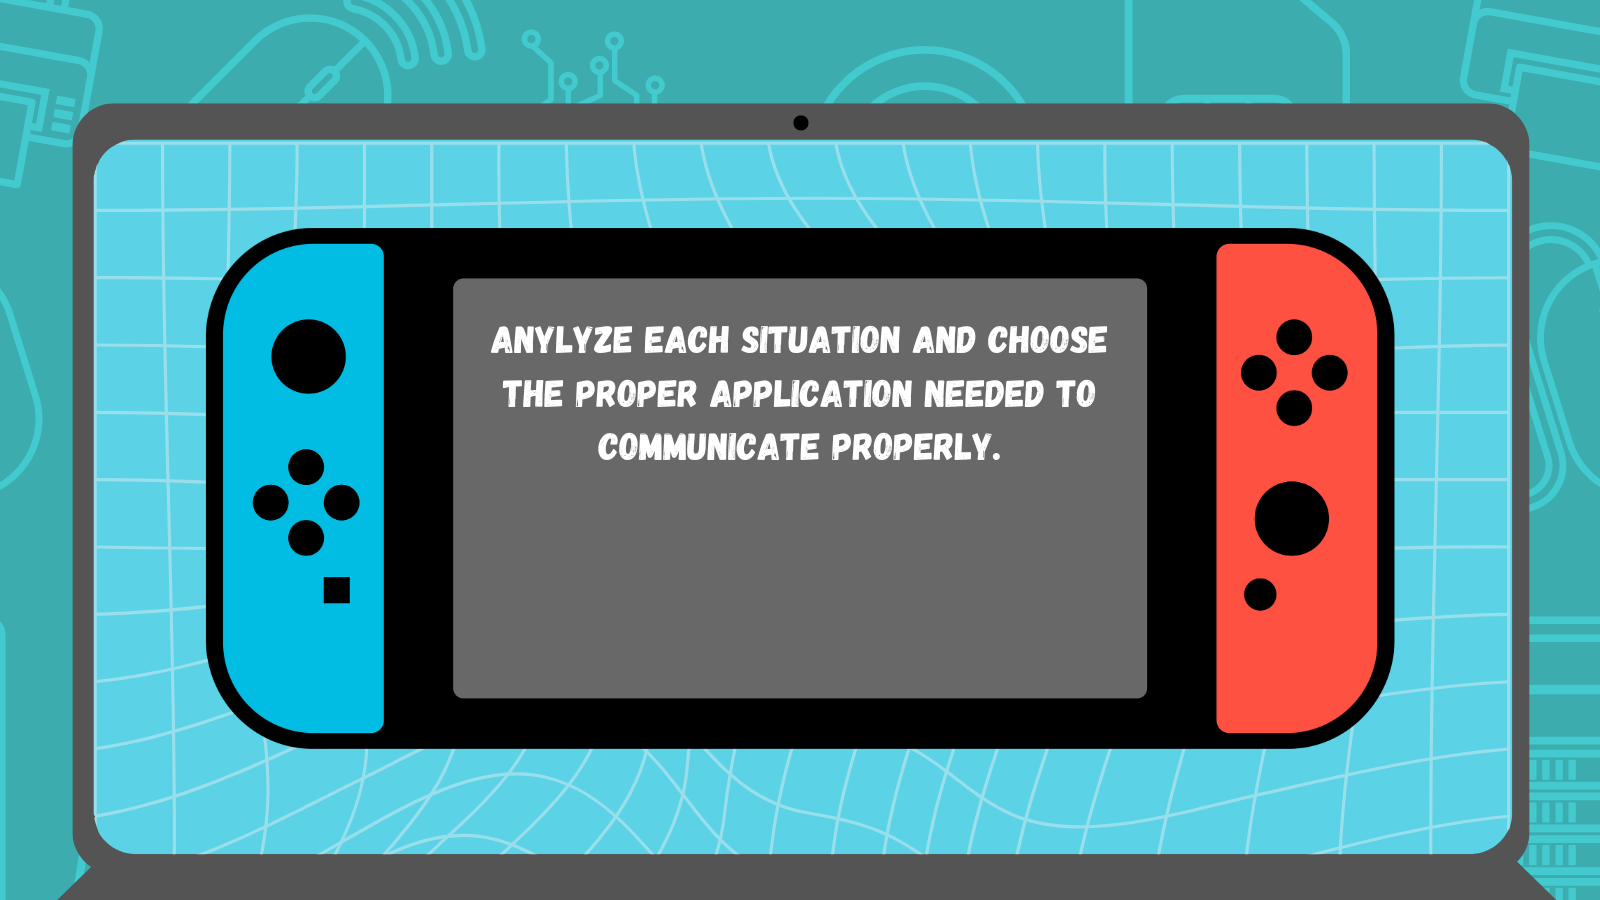 ANYLYZE EACH SITUATION AND CHOOSE
THE PROPER APPLICATION NEEDED TO
COMMUNICATE PROPERLY.